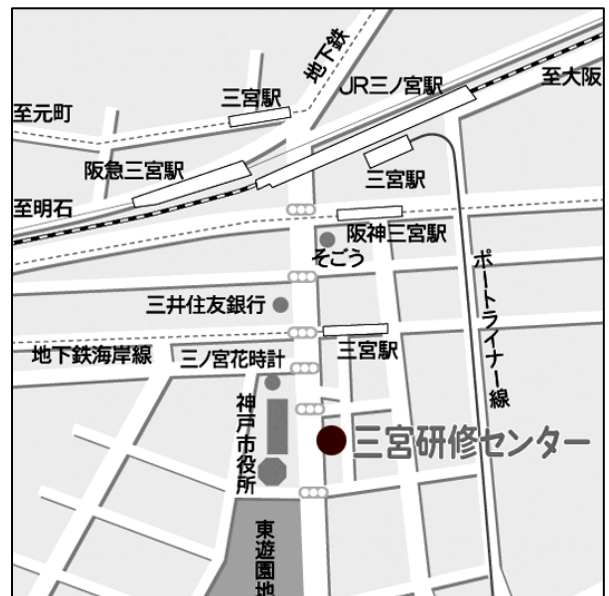 地下鉄
JR三ノ宮駅
至大阪
三宮駅
至元町
阪急三宮駅
三宮駅
至明石
阪神三宮駅
そごう
ポートライナー線
三井住友銀行
地下鉄海岸線
三ノ宮花時計
三宮駅
神戸市役所
三宮研修センター
東遊園地